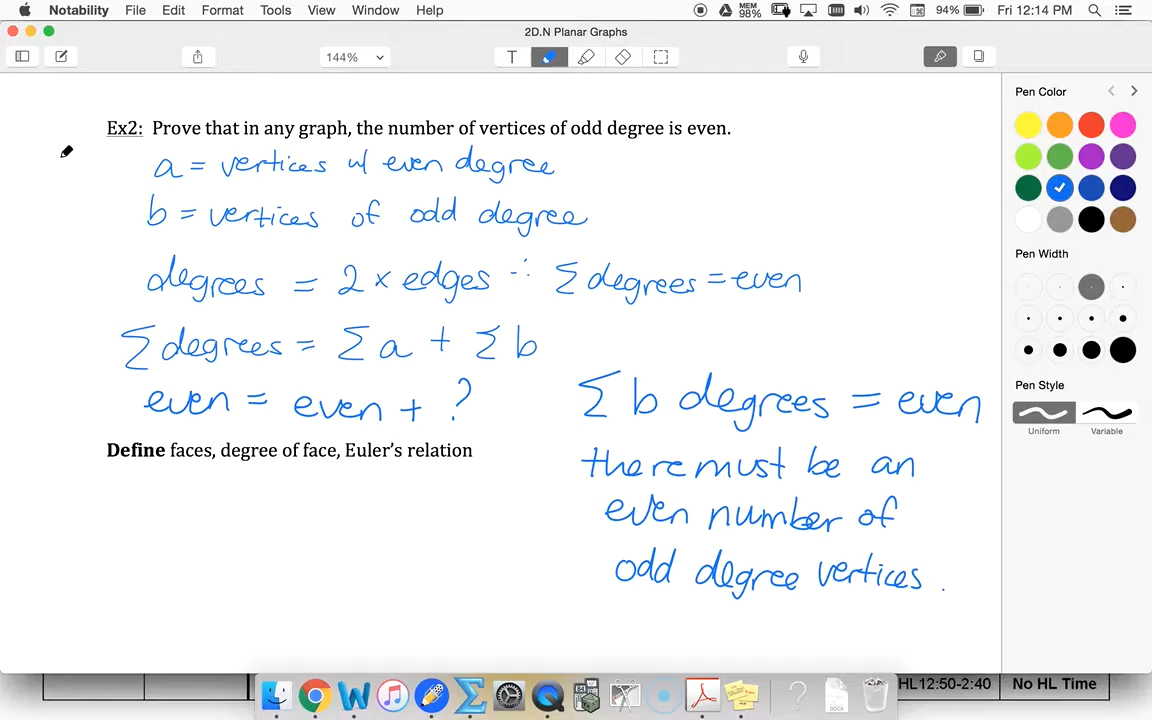 Notability File Edit Format Tools View Window Help MEM 98% 94% Fri 12:14 PM
2D.N Planar Graphs
144% T
Pen Color
Ex2: Prove that in any graph, the number of vertices of odd degree is even.
a = vertices w/ even degree
b = vertices of odd degree
degrees = 2 × edges ∴ Σ degrees = even
Σ degrees = Σ a + Σ b
even = even + ?
Σ b degrees = even
there must be an
even number of
odd degree vertices.
Define faces, degree of face, Euler's relation
Pen Width
Pen Style
Uniform Variable
HL12:50-2:40 No HL Time